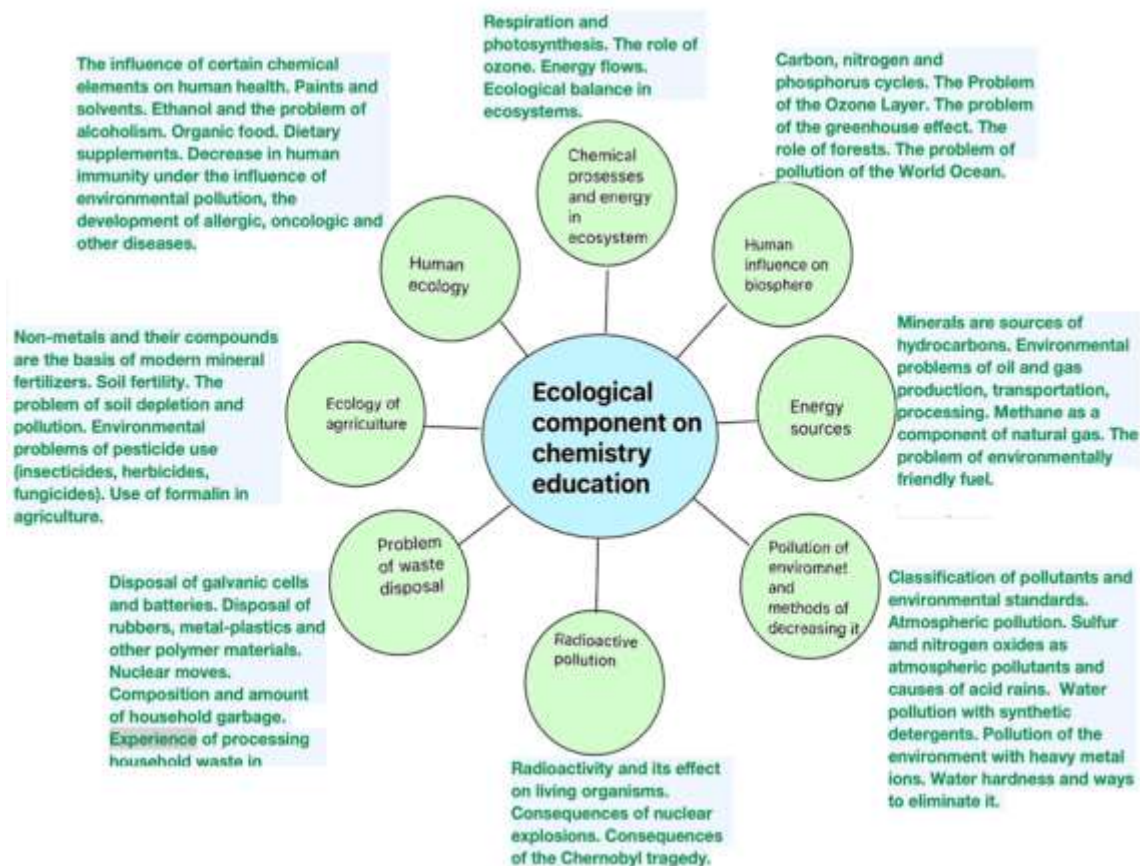 Respiration and
photosynthesis. The role of
ozone. Energy flows.
Ecological balance in
ecosystems.
Chemical
prosesses
and energy
in
ecosystem
Carbon, nitrogen and
phosphorus cycles. The Problem
of the Ozone Layer. The problem
of the greenhouse effect. The
role of forests. The problem of
pollution of the World Ocean.
Human
influence on
biosphere
Minerals are sources of
hydrocarbons. Environmental
problems of oil and gas
production, transportation,
processing. Methane as a
component of natural gas. The
problem of environmentally
friendly fuel.
Energy
sources
Classification of pollutants and
environmental standards.
Atmospheric pollution. Sulfur
and nitrogen oxides as
atmospheric pollutants and
causes of acid rains. Water
pollution with synthetic
detergents. Pollution of the
environment with heavy metal
ions. Water hardness and ways
to eliminate it.
Pollution of
enviromnet
and
methods of
decreasing it
Radioactive
pollution
Radioactivity and its effect
on living organisms.
Consequences of nuclear
explosions. Consequences
of the Chernobyl tragedy.
Problem
of waste
disposal
Disposal of galvanic cells
and batteries. Disposal of
rubbers, metal-plastics and
other polymer materials.
Nuclear moves.
Composition and amount
of household garbage.
Experience of processing
household waste in
Ecology of
agrriculture
Non-metals and their compounds
are the basis of modern mineral
fertilizers. Soil fertility. The
problem of soil depletion and
pollution. Environmental
problems of pesticide use
(insecticides, herbicides,
fungicides). Use of formalin in
agriculture.
Human
ecology
The influence of certain chemical
elements on human health. Paints and
solvents. Ethanol and the problem of
alcoholism. Organic food. Dietary
supplements. Decrease in human
immunity under the influence of
environmental pollution, the
development of allergic, oncologic and
other diseases.
Ecological
component on
chemistry
education